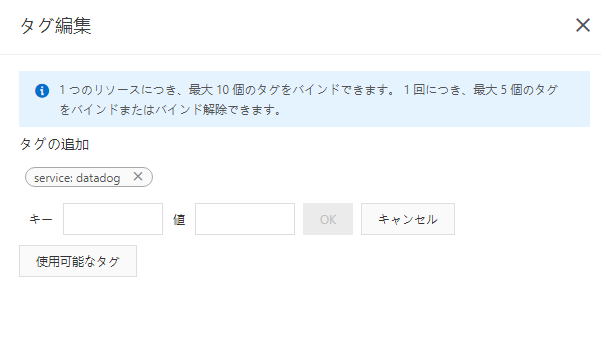 タグ編集
1 つのリソースにつき、最大 10 個のタグをバインドできます。 1 回につき、最大 5 個のタグ
をバインドまたはバインド解除できます。
タグの追加
service: datadog
キー 値 OK キャンセル
使用可能なタグ